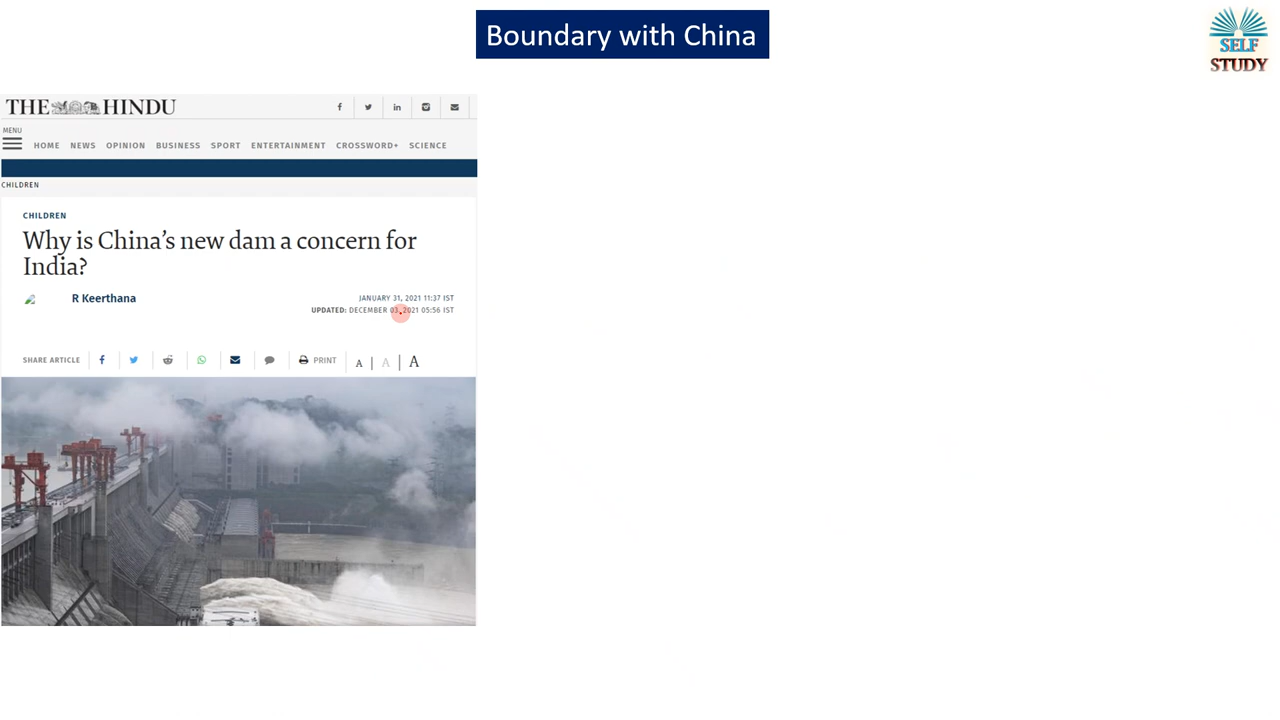 Boundary with China
SELF
STUDY
THE HINDU
MENU
HOME NEWS OPINION BUSINESS SPORT ENTERTAINMENT CROSSWORD+ SCIENCE
CHILDREN
CHILDREN
Why is China's new dam a concern for
India?
R Keerthana
JANUARY 31, 2021 11:37 IST
UPDATED: DECEMBER 03, 2021 05:56 IST
SHARE ARTICLE PRINT A | A | A